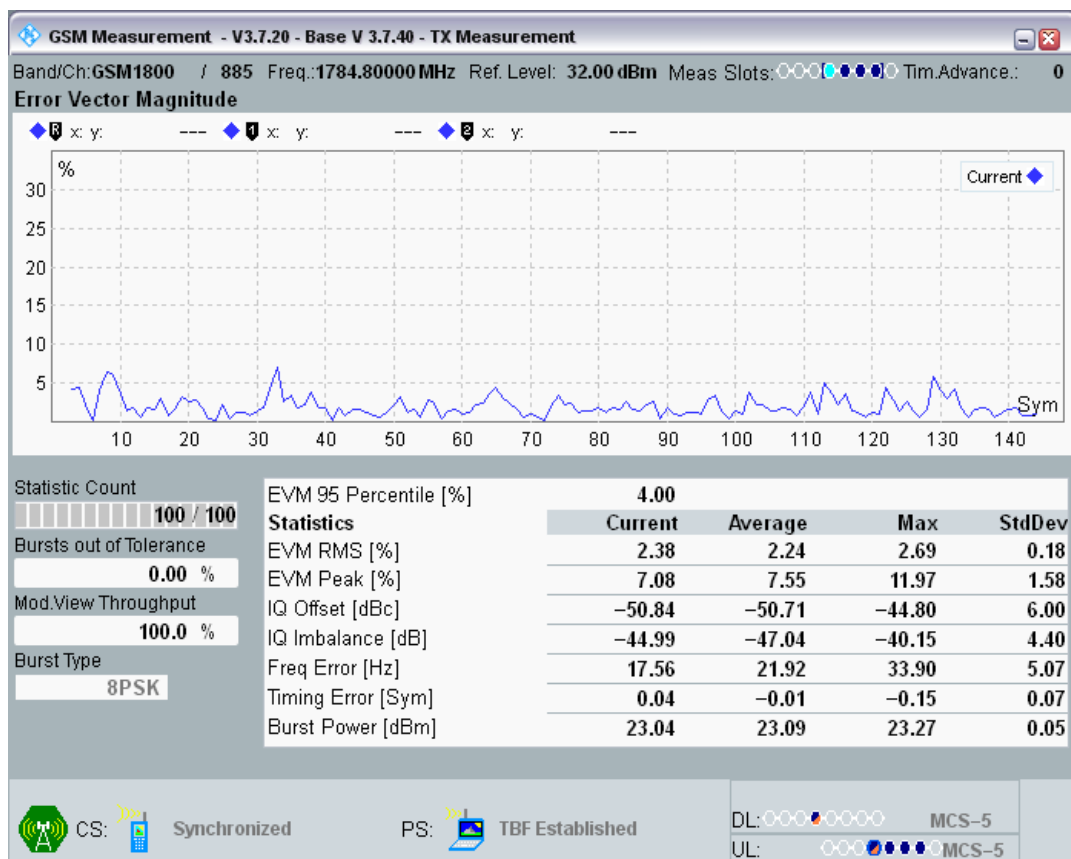 GSM Measurement - V3.7.20 - Base V 3.7.40 - TX Measurement
Band/Ch:GSM1800 / 885 Freq.:1784.80000 MHz Ref. Level: 32.00 dBm Meas Slots: Tim.Advance.: 0
Error Vector Magnitude
R x: y: --- 1 x: y: --- 2 x: y: ---
%
Current
30
25
20
15
10
5
Sym
10 20 30 40 50 60 70 80 90 100 110 120 130 140
Statistic Count
100 / 100
Bursts out of Tolerance
0.00 %
Mod.View Throughput
100.0 %
Burst Type
8PSK
EVM 95 Percentile [%] 4.00
Statistics Current Average Max StdDev
EVM RMS [%] 2.38 2.24 2.69 0.18
EVM Peak [%] 7.08 7.55 11.97 1.58
IQ Offset [dBc] −50.84 −50.71 −44.80 6.00
IQ Imbalance [dB] −44.99 −47.04 −40.15 4.40
Freq Error [Hz] 17.56 21.92 33.90 5.07
Timing Error [Sym] 0.04 −0.01 −0.15 0.07
Burst Power [dBm] 23.04 23.09 23.27 0.05
CS: Synchronized PS: TBF Established
DL: MCS−5
UL: MCS−5